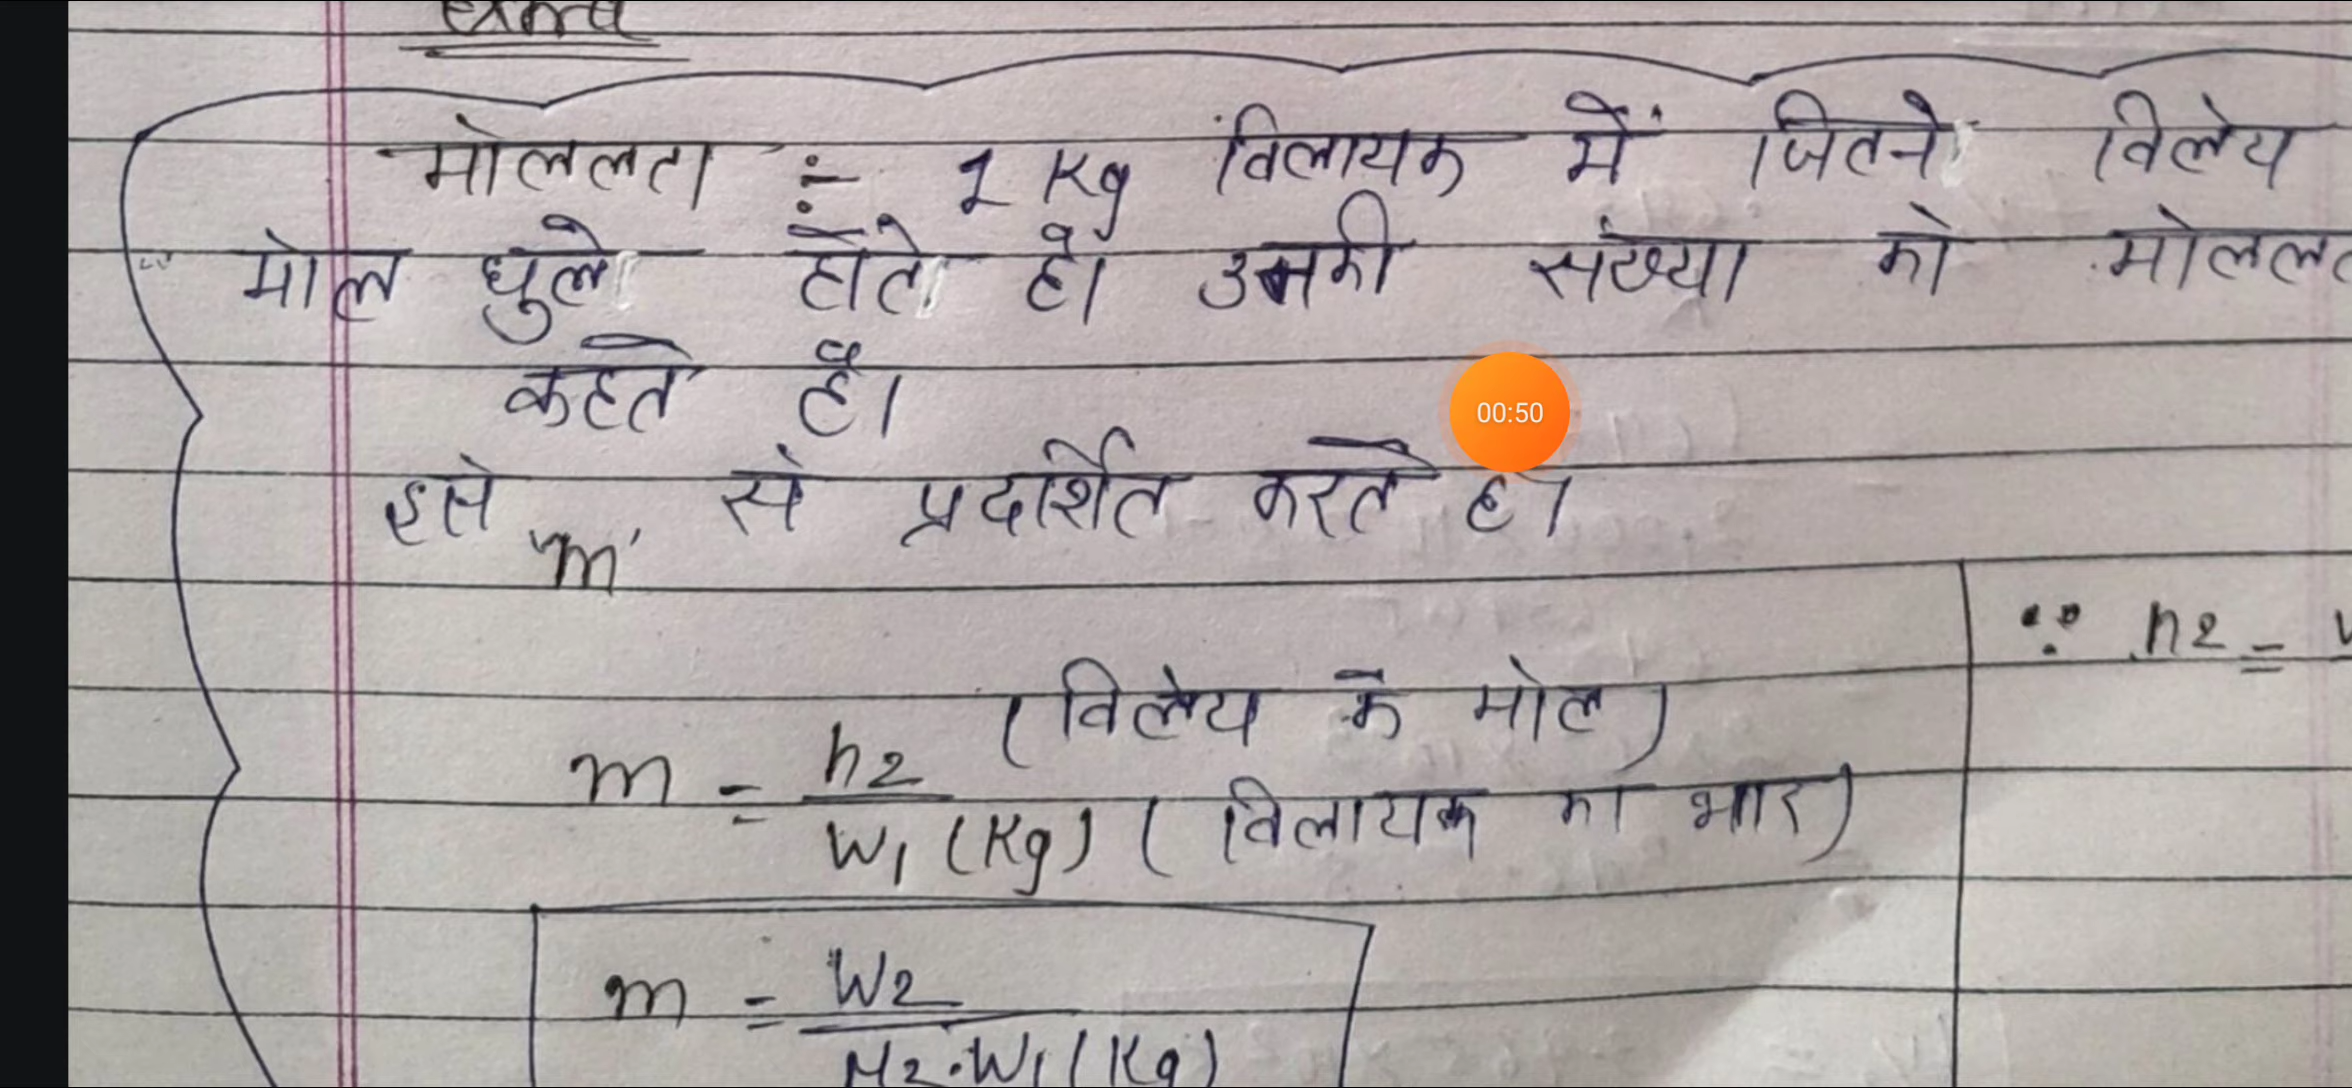 मोललता :- 1 Kg विलायक में जितने विलेय
मोल घुले होते है। उनकी संख्या को मोलल
कहते है।
00:50
इसे 'm' से प्रदर्शित करते है।
∵ n2 =
m = n2 (विलेय के मोल)
W1 (Kg) (विलायक का भार)
m = W2
M2.W1 (Kg)